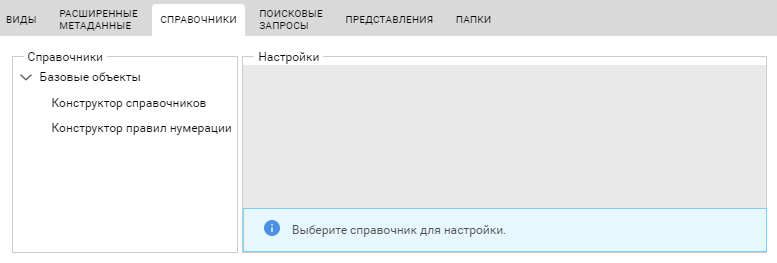 ВИДЫ
РАСШИРЕННЫЕ
МЕТАДАННЫЕ
СПРАВОЧНИКИ
ПОИСКОВЫЕ
ЗАПРОСЫ
ПРЕДСТАВЛЕНИЯ
ПАПКИ
Справочники
Базовые объекты
Конструктор справочников
Конструктор правил нумерации
Настройки
Выберите справочник для настройки.